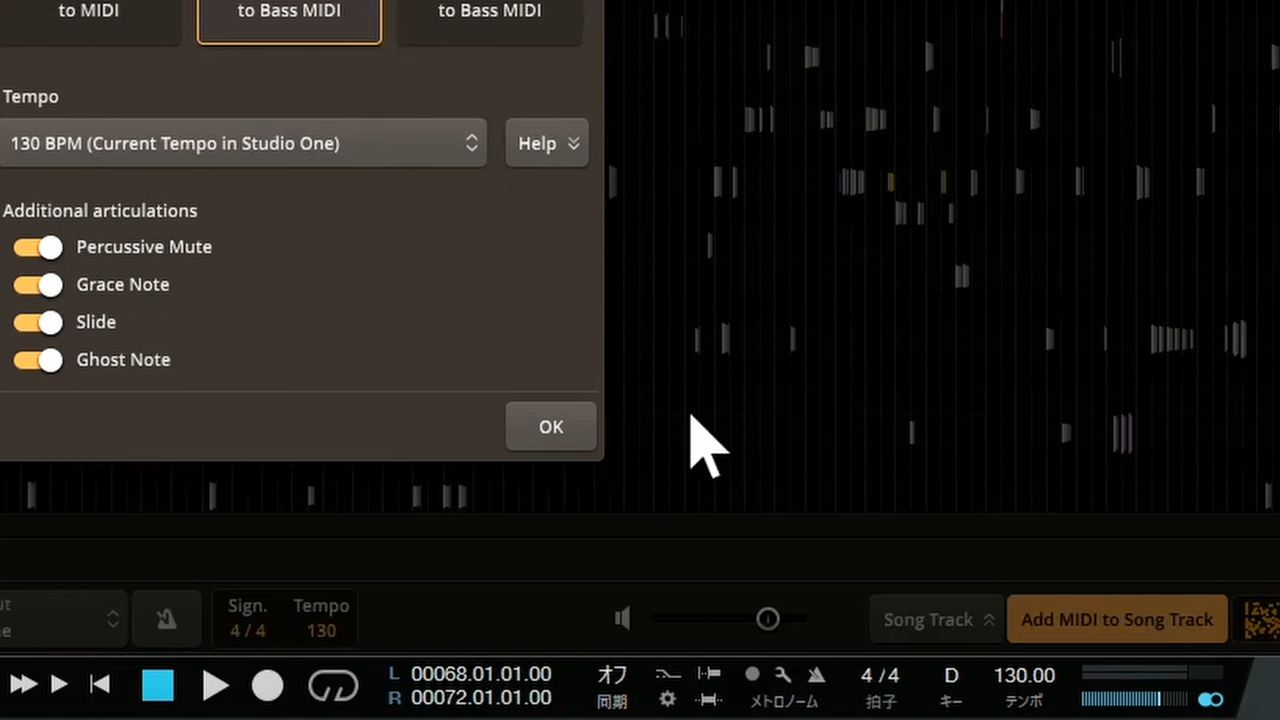 to MIDI
to Bass MIDI
to Bass MIDI
Tempo
130 BPM (Current Tempo in Studio One)
Help
Additional articulations
Percussive Mute
Grace Note
Slide
Ghost Note
OK
Sign.
Tempo
4 / 4
130
Song Track
Add MIDI to Song Track
L 00068.01.01.00
R 00072.01.01.00
オフ
同期
メトロノーム
4 / 4
拍子
D
キー
130.00
テンポ